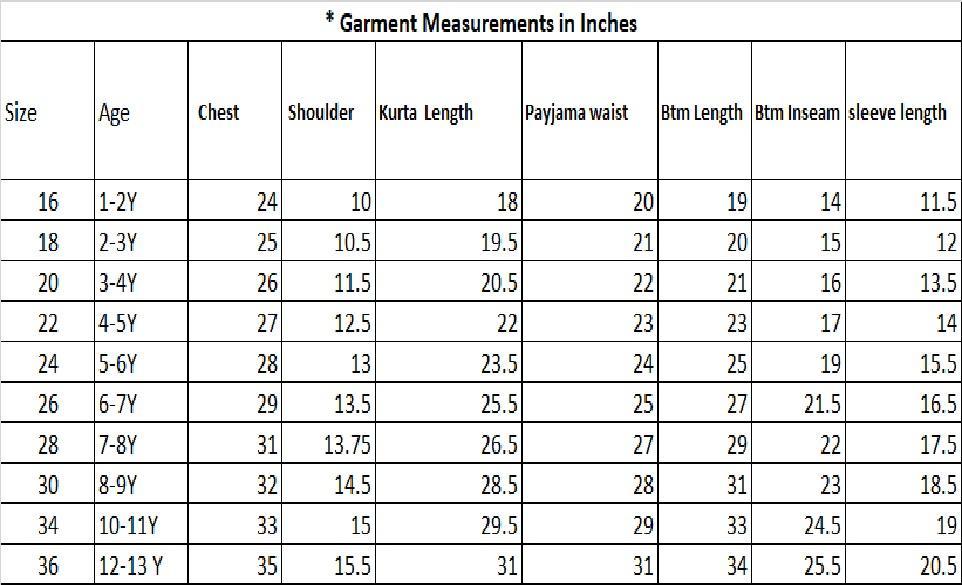 * Garment Measurements in Inches
Size Age Chest Shoulder Kurta Length Payjama waist Btm Length Btm Inseam sleeve length
16 1-2Y 24 10 18 20 19 14 11.5
18 2-3Y 25 10.5 19.5 21 20 15 12
20 3-4Y 26 11.5 20.5 22 21 16 13.5
22 4-5Y 27 12.5 22 23 23 17 14
24 5-6Y 28 13 23.5 24 25 19 15.5
26 6-7Y 29 13.5 25.5 25 27 21.5 16.5
28 7-8Y 31 13.75 26.5 27 29 22 17.5
30 8-9Y 32 14.5 28.5 28 31 23 18.5
34 10-11Y 33 15 29.5 29 33 24.5 19
36 12-13 Y 35 15.5 31 31 34 25.5 20.5